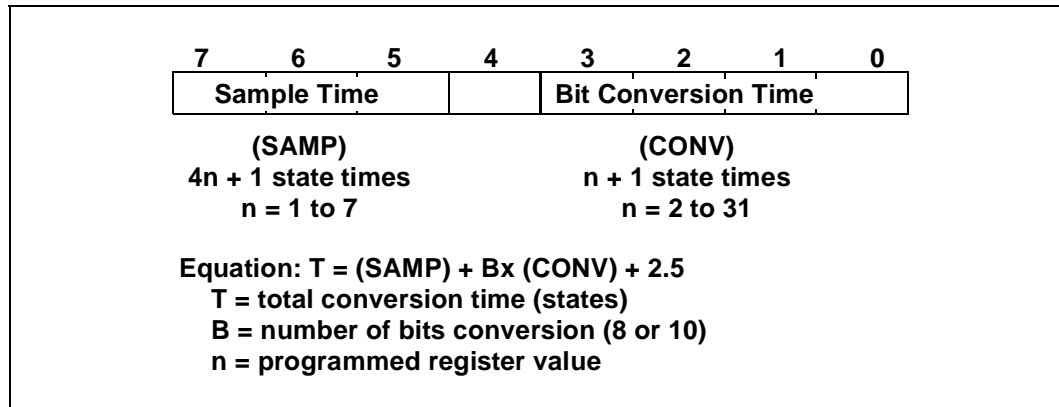 7 6 5 4 3 2 1 0
Sample Time Bit Conversion Time
(SAMP) (CONV)
4n + 1 state times n + 1 state times
n = 1 to 7 n = 2 to 31
Equation: T = (SAMP) + Bx (CONV) + 2.5
T = total conversion time (states)
B = number of bits conversion (8 or 10)
n = programmed register value